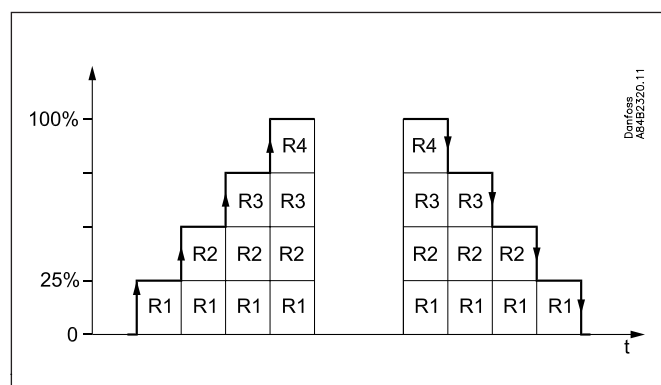 Danfoss
A84B2320.11
100%
R4
R4
R3 R3
R3 R3
R2 R2 R2
R2 R2 R2
25%
R1 R1 R1 R1
R1 R1 R1 R1
0
t